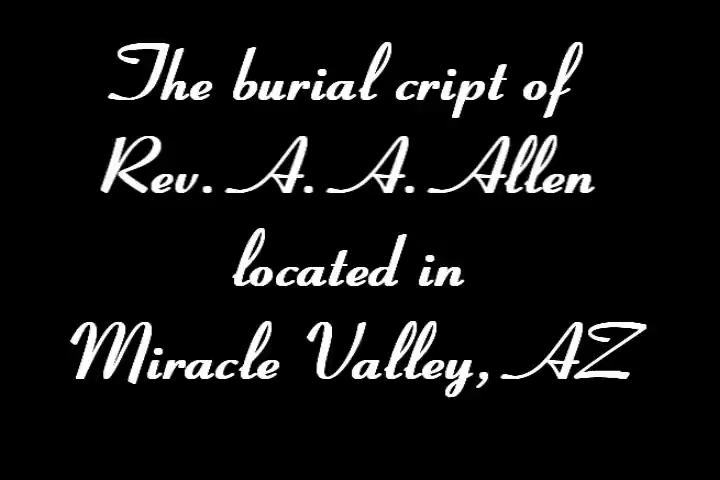 The burial cript of
Rev. A. A. Allen
located in
Miracle Valley, AZ